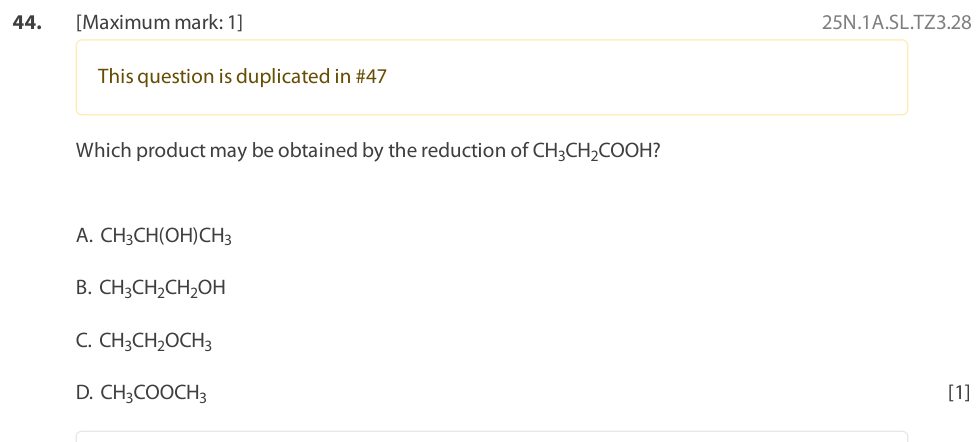 44. [Maximum mark: 1] 25N.1A.SL.TZ3.28
This question is duplicated in #47
Which product may be obtained by the reduction of CH₃CH₂COOH?
A. CH₃CH(OH)CH₃
B. CH₃CH₂CH₂OH
C. CH₃CH₂OCH₃
D. CH₃COOCH₃ [1]